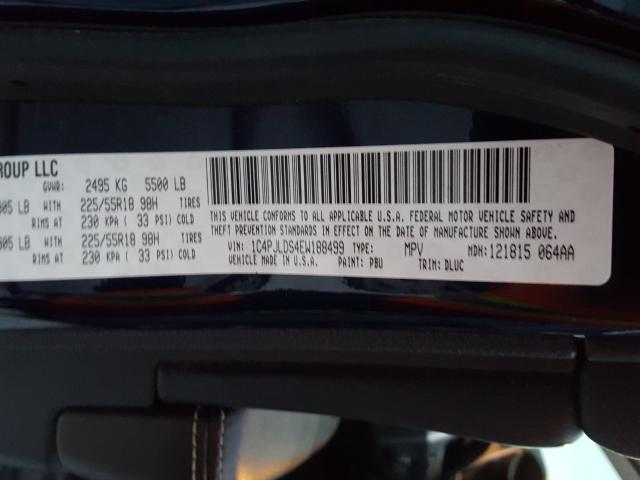 ROUP LLC
GVWR: 2495 KG 5500 LB
LB WITH 225/55R18 98H TIRES
RIMS AT 230 KPA ( 33 PSI) COLD
LB WITH 225/55R18 98H TIRES
RIMS AT 230 KPA ( 33 PSI) COLD
THIS VEHICLE CONFORMS TO ALL APPLICABLE U.S.A. FEDERAL MOTOR VEHICLE SAFETY AND
THEFT PREVENTION STANDARDS IN EFFECT ON THE DATE OF MANUFACTURE SHOWN ABOVE.
VIN: 1C4PJLDS4EW188499 TYPE: MPV MDH: 121815 064AA
VEHICLE MADE IN U.S.A. PAINT: PBU TRIM: DLUC